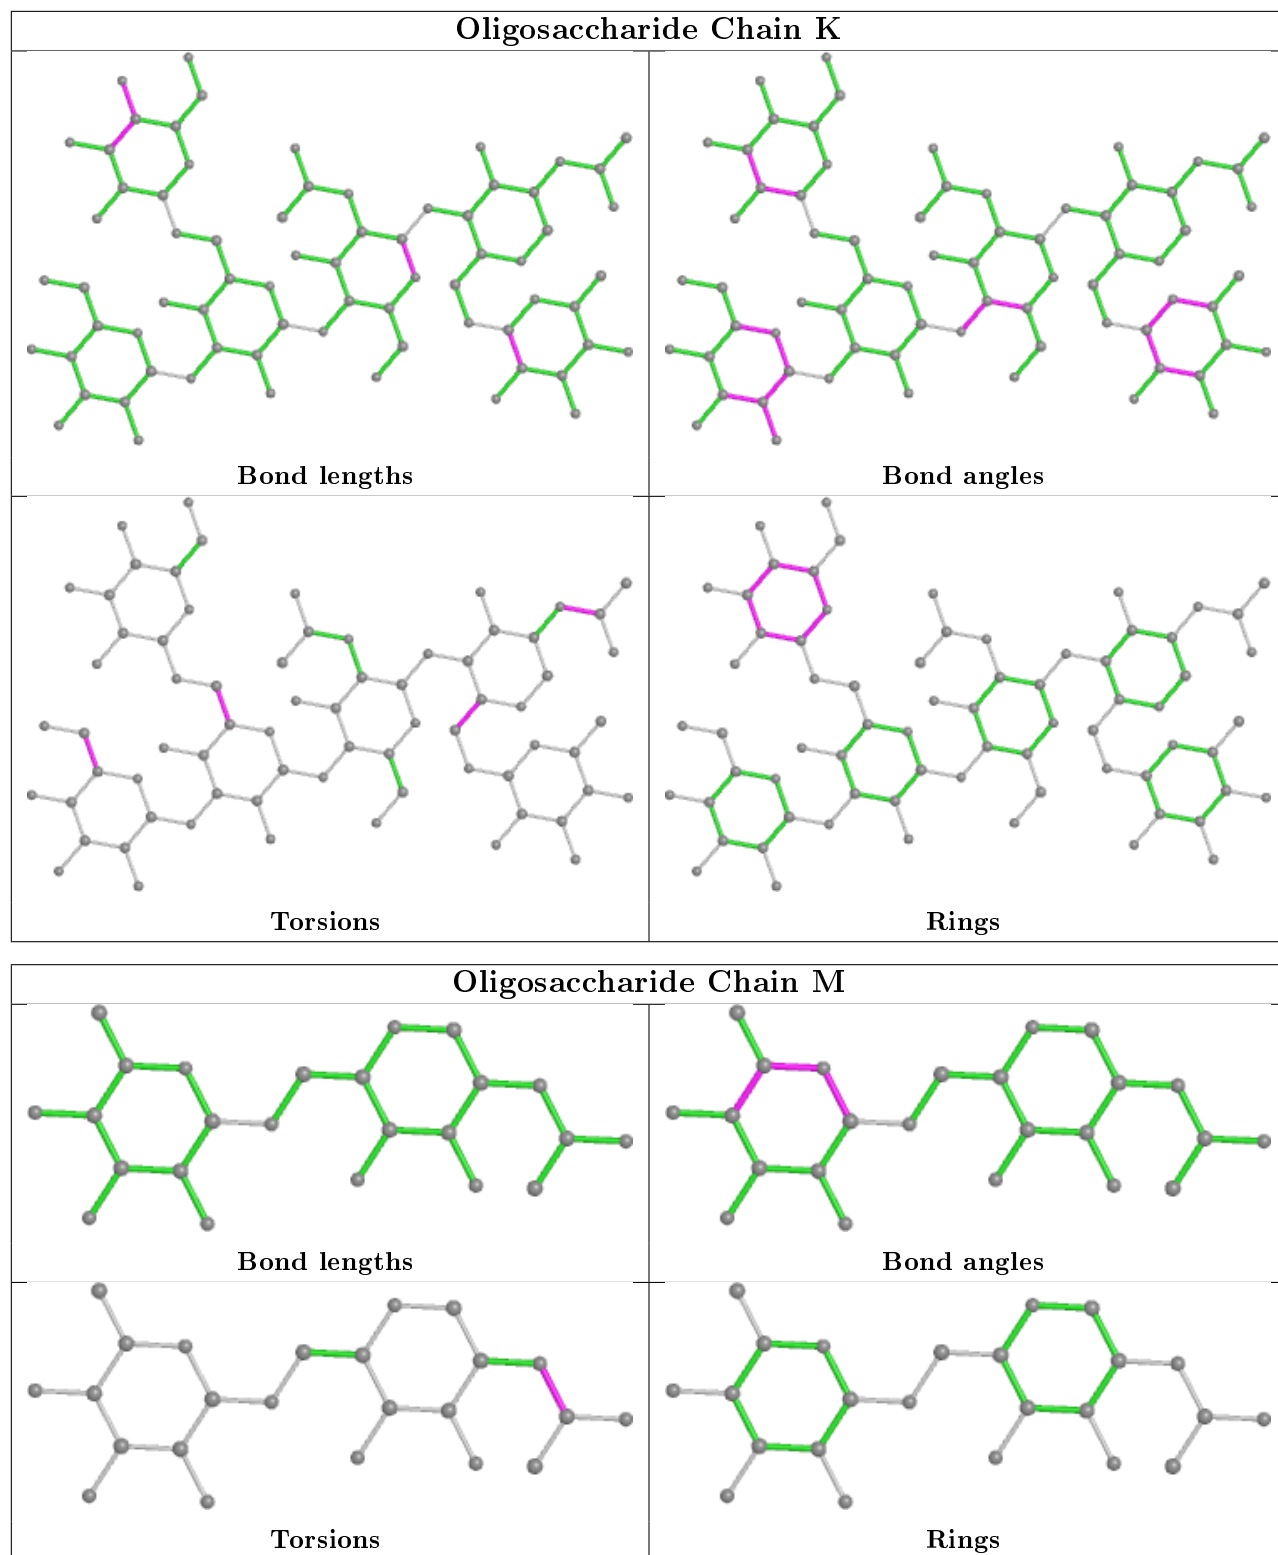 Oligosaccharide Chain K
Bond lengths
Bond angles
Torsions
Rings
Oligosaccharide Chain M
Bond lengths
Bond angles
Torsions
Rings